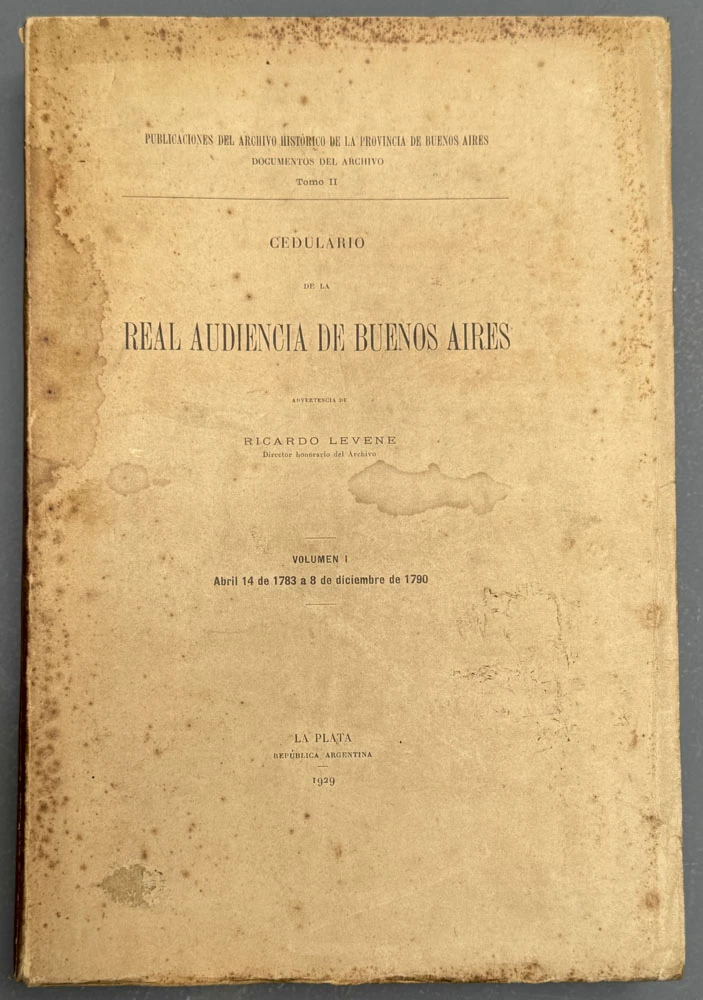 PUBLICACIONES DEL ARCHIVO HISTÓRICO DE LA PROVINCIA DE BUENOS AIRES
DOCUMENTOS DEL ARCHIVO
Tomo II
CEDULARIO
DE LA
REAL AUDIENCIA DE BUENOS AIRES
ADVERTENCIA DE
RICARDO LEVENE
Director honorario del Archivo
VOLUMEN I
Abril 14 de 1783 a 8 de diciembre de 1790
LA PLATA
REPÚBLICA ARGENTINA
1929